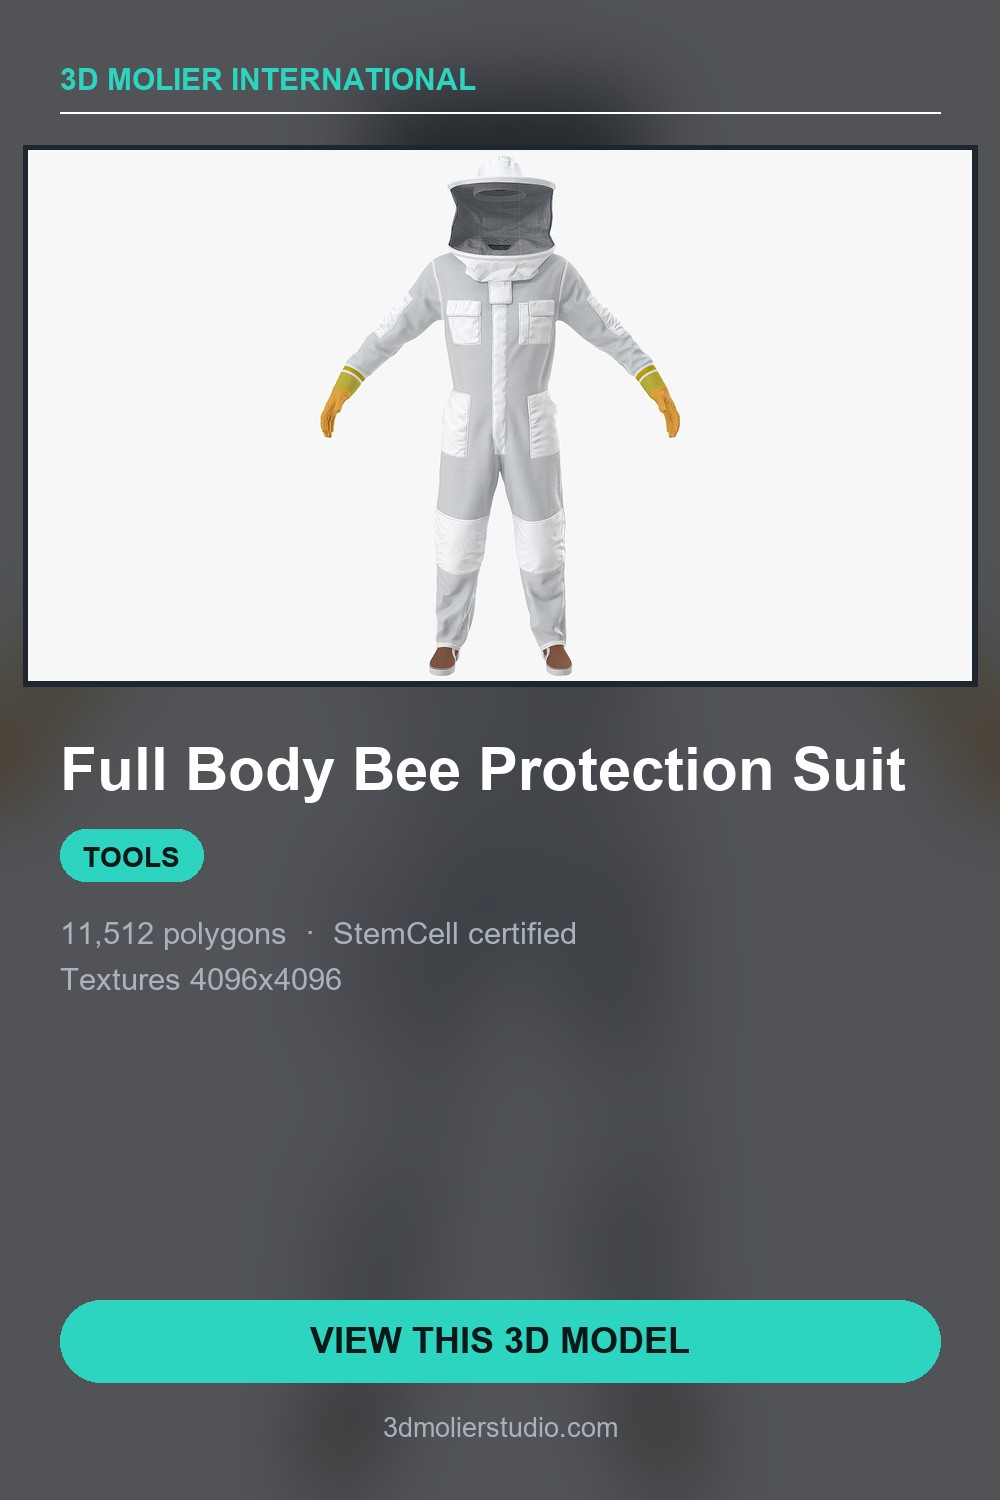 3D MOLIER INTERNATIONAL
Full Body Bee Protection Suit
TOOLS
11,512 polygons · StemCell certified
Textures 4096x4096
VIEW THIS 3D MODEL
3dmolierstudio.com